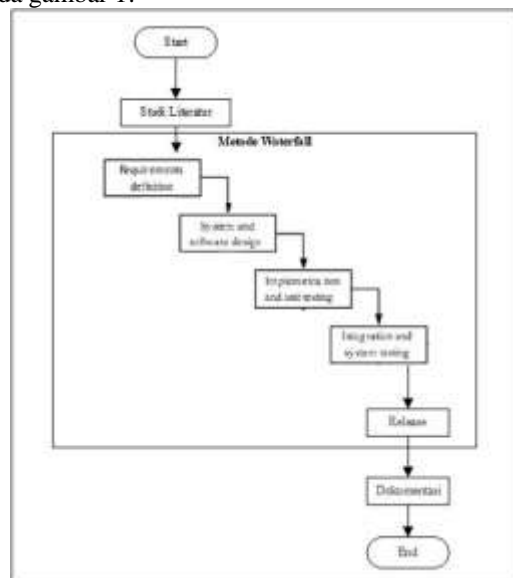 da gambar 1.
Start
Studi Literatur
Metode Waterfall
Requirements
definition
System and
software design
Implementation
and unit testing
Integration and
system testing
Release
Dokumentasi
End